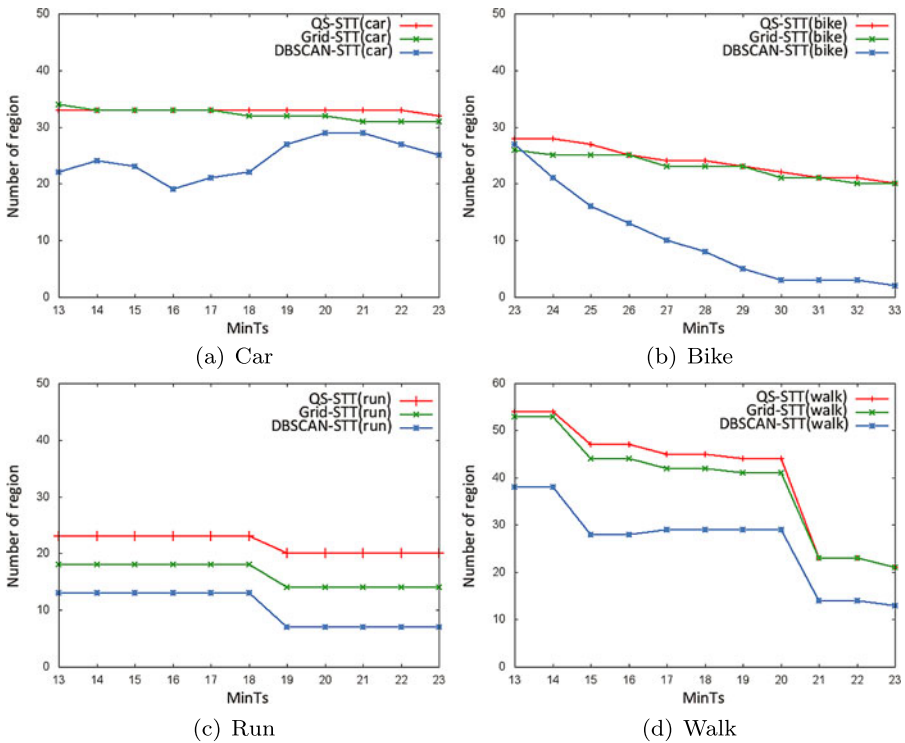 50
40
30
20
10
0
Number of region
QS-STT(car)
Grid-STT(car)
DBSCAN-STT(car)
13 14 15 16 17 18 19 20 21 22 23
MinTs
(a) Car
50
40
30
20
10
0
Number of region
QS-STT(bike)
Grid-STT(bike)
DBSCAN-STT(bike)
23 24 25 26 27 28 29 30 31 32 33
MinTs
(b) Bike
50
40
30
20
10
0
Number of region
QS-STT(run)
Grid-STT(run)
DBSCAN-STT(run)
13 14 15 16 17 18 19 20 21 22 23
MinTs
(c) Run
60
50
40
30
20
10
0
Number of region
QS-STT(walk)
Grid-STT(walk)
DBSCAN-STT(walk)
13 14 15 16 17 18 19 20 21 22 23
MinTs
(d) Walk